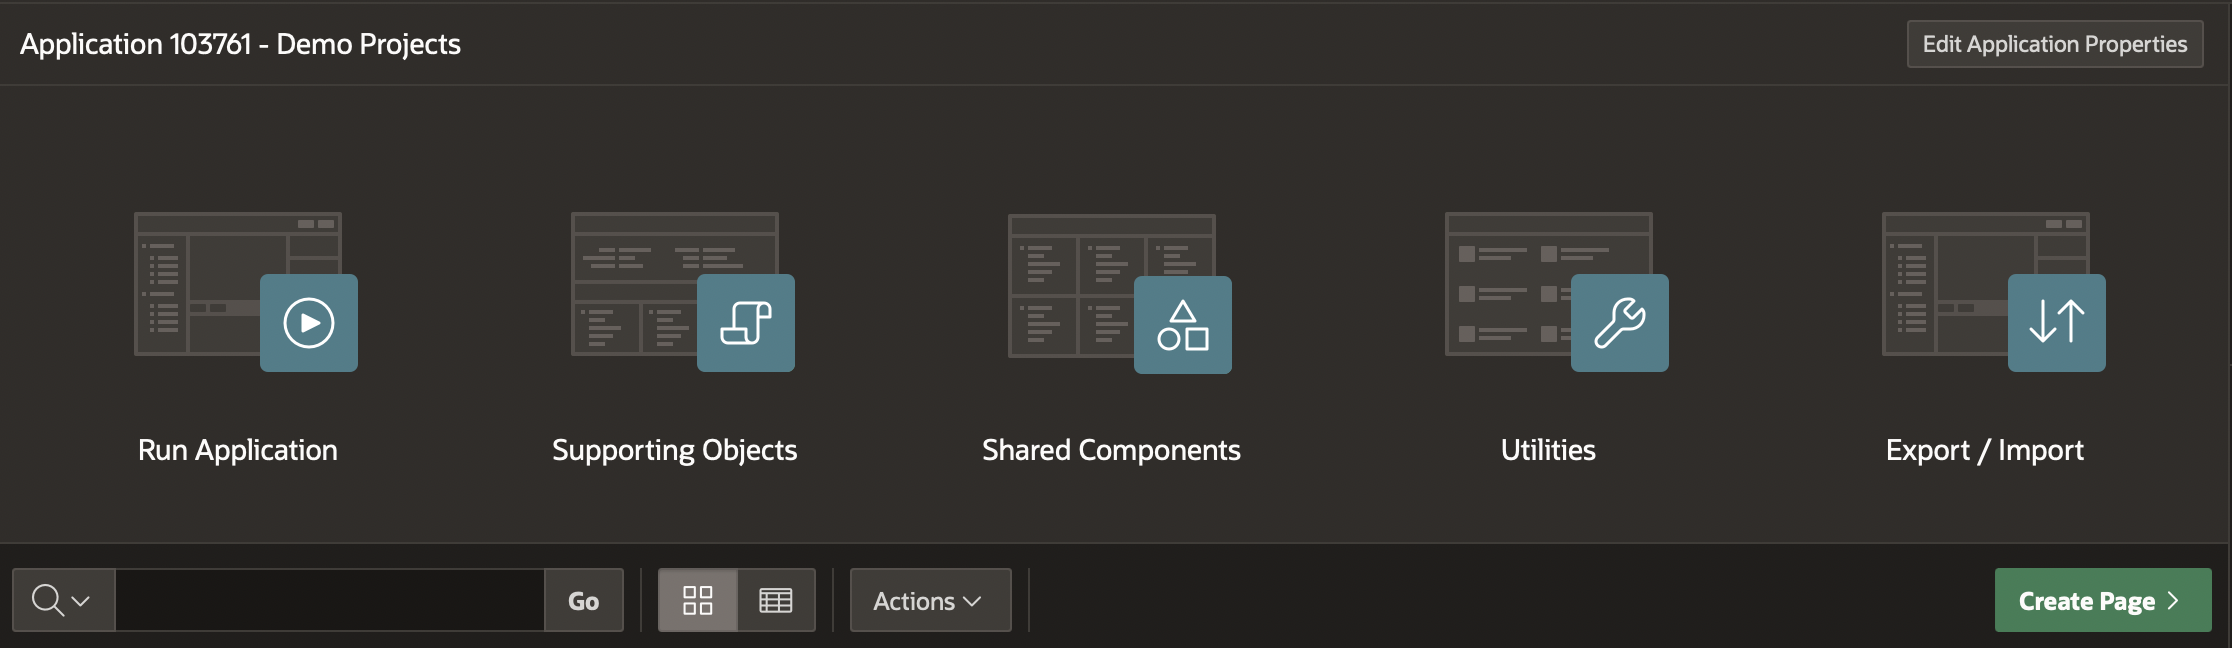 Application 103761 - Demo Projects
Edit Application Properties
Run Application
Supporting Objects
Shared Components
Utilities
Export / Import
Go
Actions
Create Page